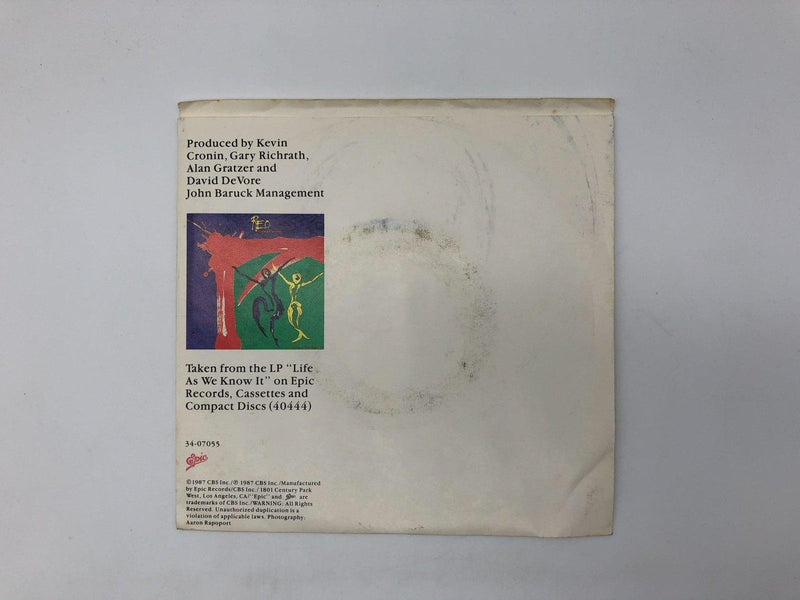 Produced by Kevin
Cronin, Gary Richrath,
Alan Gratzer and
David DeVore
John Baruck Management
REO
Taken from the LP "Life
As We Know It" on Epic
Records, Cassettes and
Compact Discs (40444)
34-07055
Epic
© 1987 CBS Inc./℗ 1987 CBS Inc./Manufactured
by Epic Records/CBS Inc./1801 Century Park
West, Los Angeles, CA/"Epic" and Epic are
trademarks of CBS Inc./WARNING: All Rights
Reserved. Unauthorized duplication is a
violation of applicable laws. Photography:
Aaron Rapoport